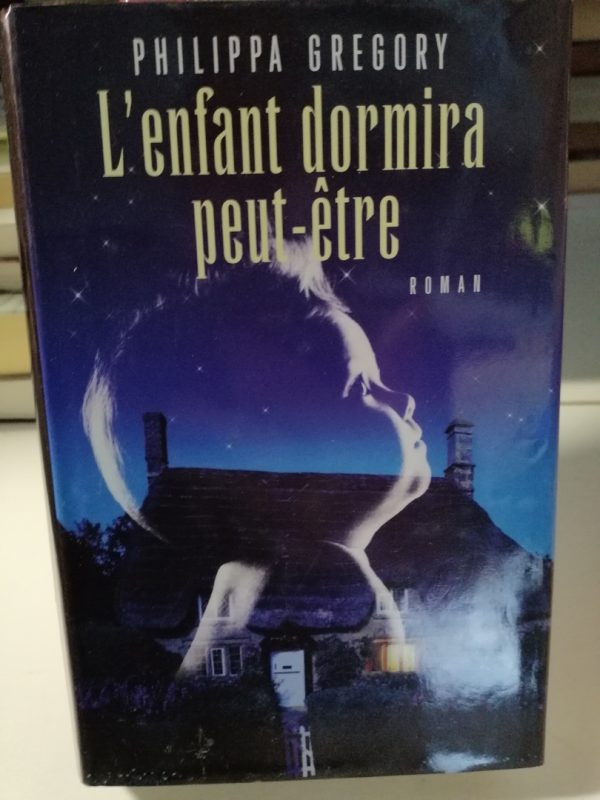 PHILIPPA GREGORY
L'enfant dormira
peut-être
ROMAN